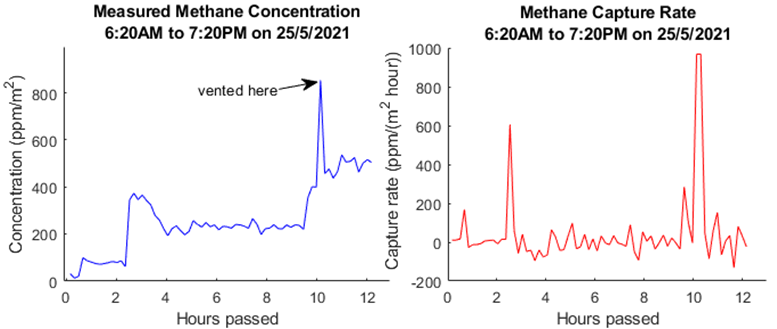 Measured Methane Concentration
6:20AM to 7:20PM on 25/5/2021
800
600
400
200
0
Concentration (ppm/m²)
vented here
0 2 4 6 8 10 12
Hours passed
Methane Capture Rate
6:20AM to 7:20PM on 25/5/2021
1000
800
600
400
200
0
-200
Capture rate (ppm/(m² hour))
0 2 4 6 8 10 12
Hours passed